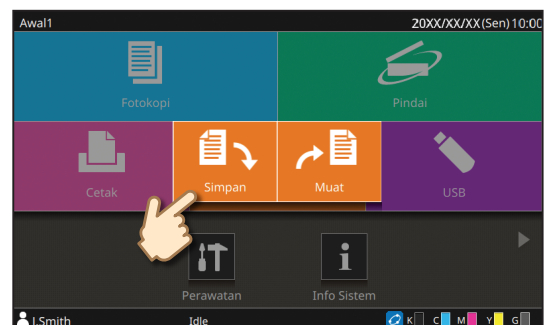 Awal1 20XX/XX/XX(Sen)10:00
Fotokopi Pindai
Cetak Simpan Muat USB
Perawatan Info Sistem
J.Smith Idle K C M Y G